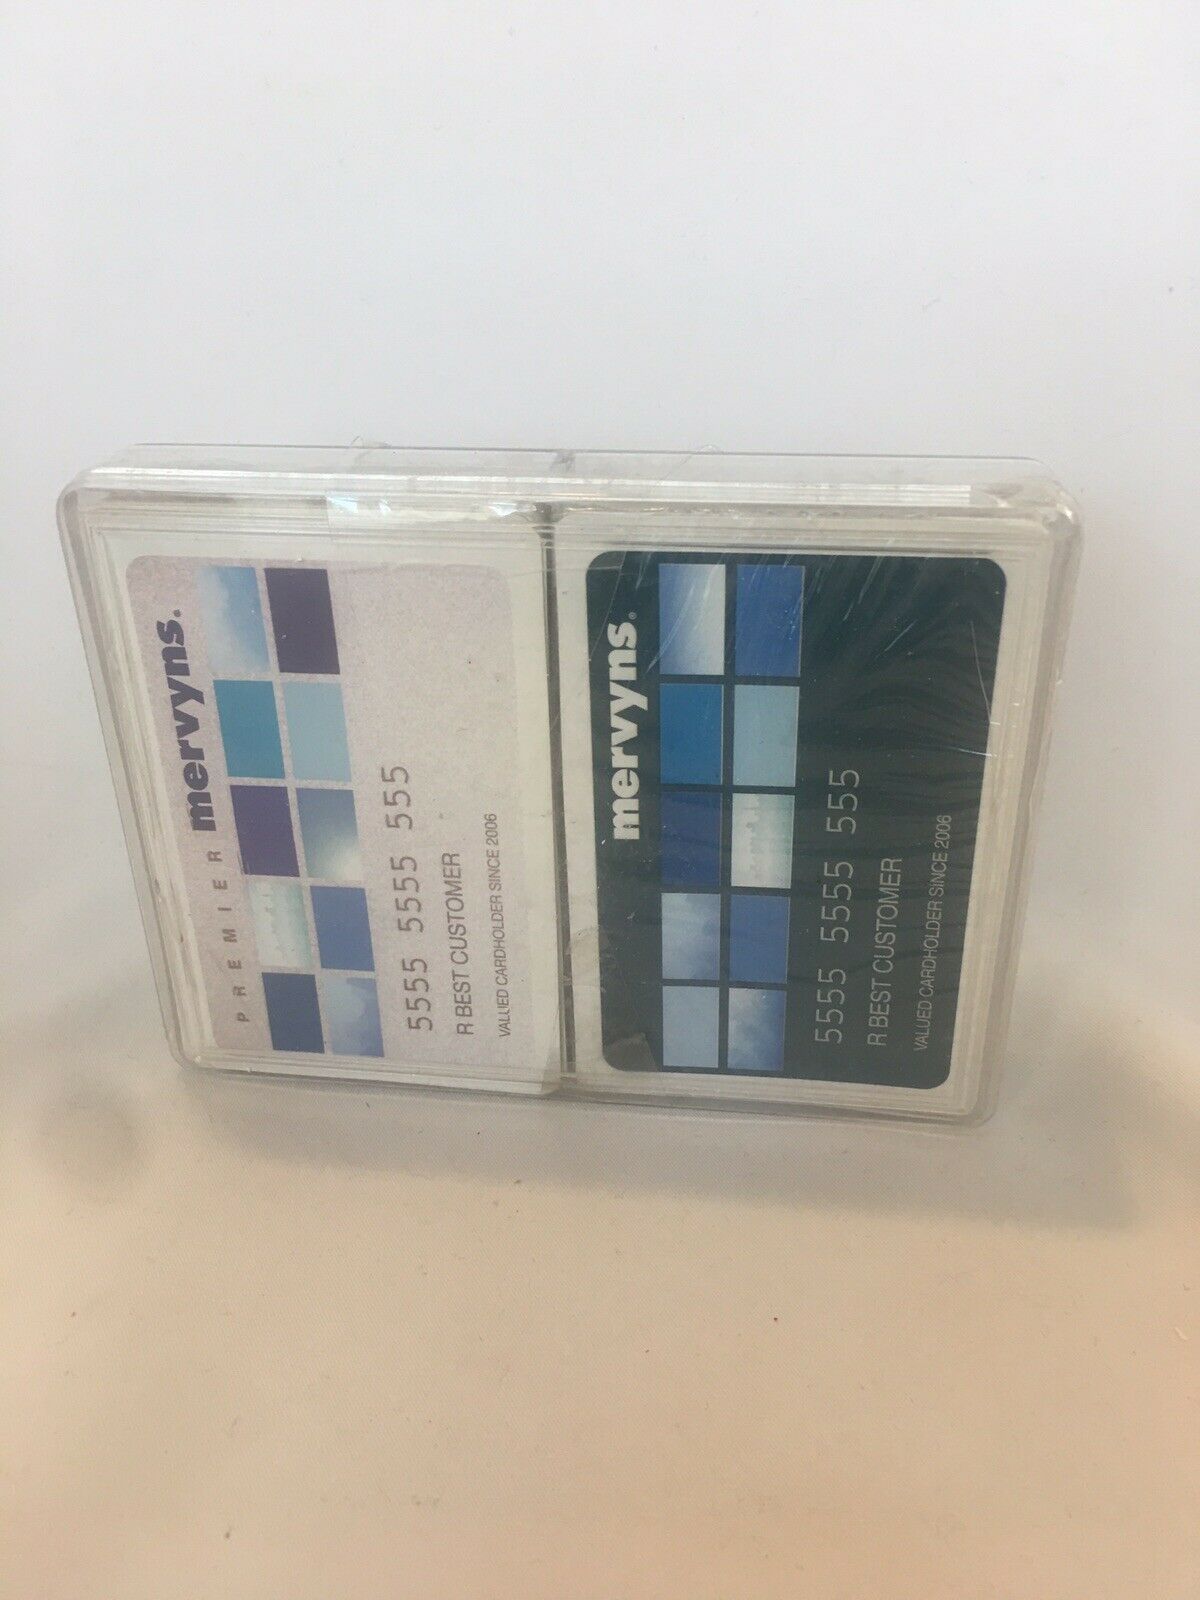 PREMIER mervyns.
5555 5555 555
R BEST CUSTOMER
VALUED CARDHOLDER SINCE 2006
mervyns®
5555 5555 555
R BEST CUSTOMER
VALUED CARDHOLDER SINCE 2006